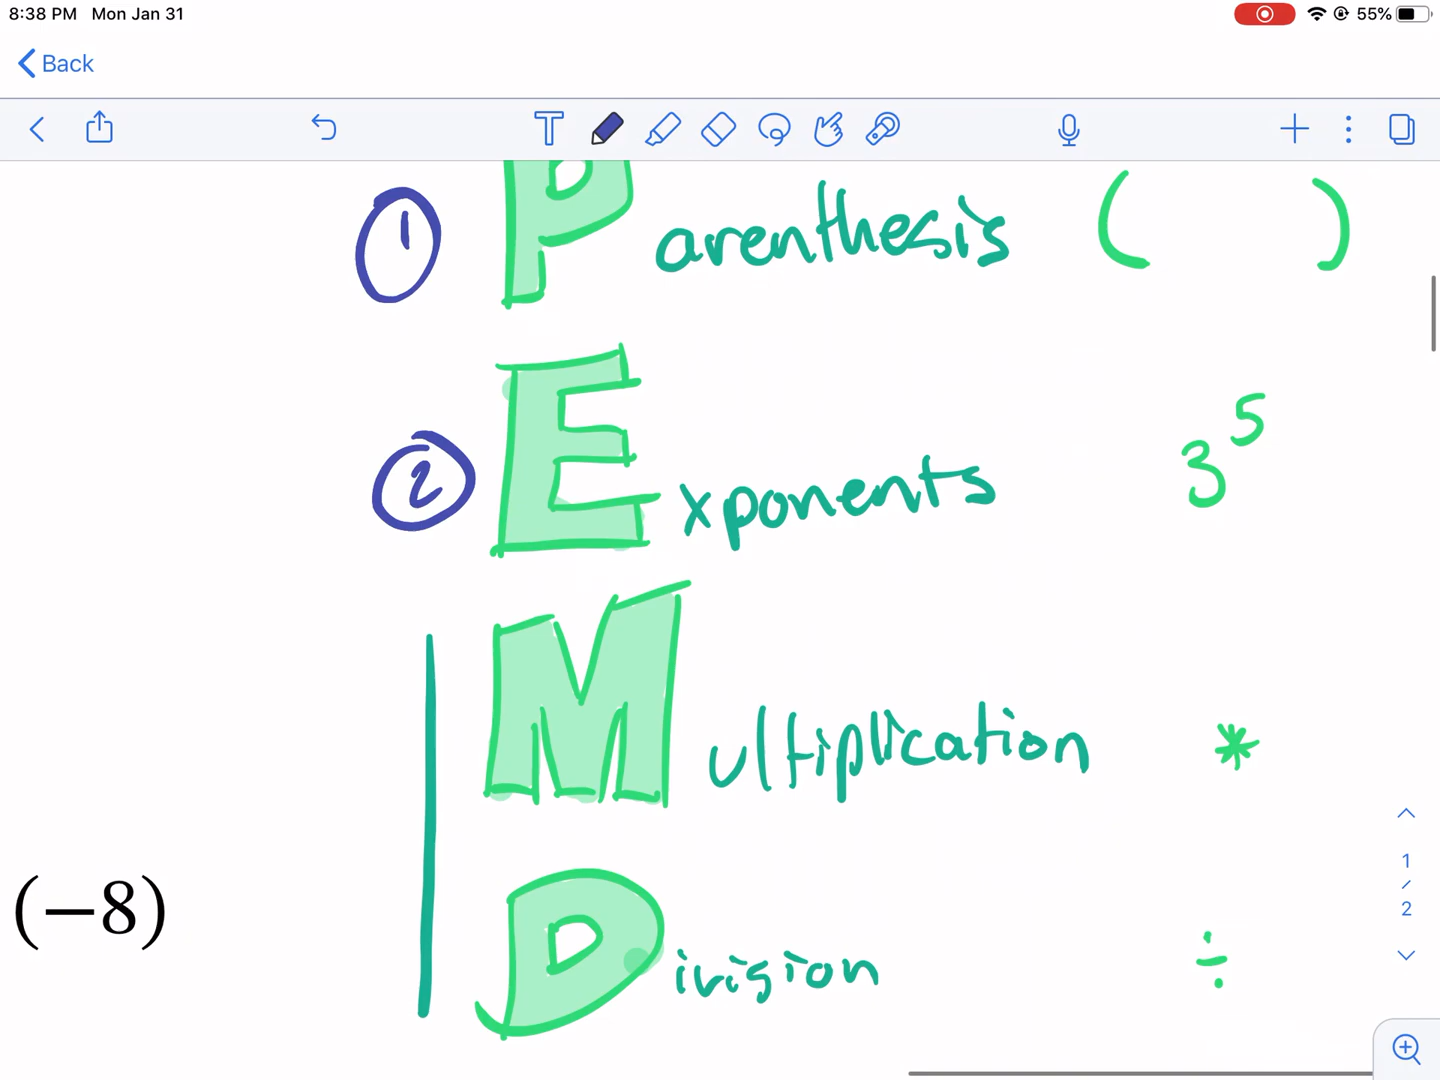 8:38 PM Mon Jan 31 55%
Back
T
1 Parenthesis ( )
2 Exponents 3^5
Multiplication *
(−8)
Division ÷
1
/
2